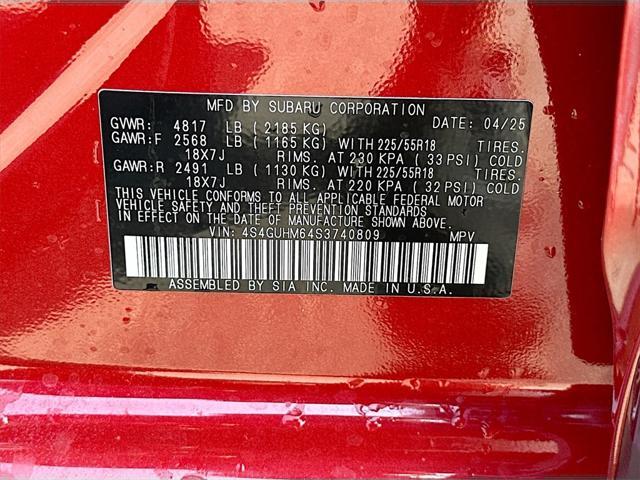 MFD BY SUBARU CORPORATION
GVWR: 4817 LB (2185 KG) DATE: 04/25
GAWR:F 2568 LB (1165 KG) WITH 225/55R18 TIRES.
18X7J RIMS. AT 230 KPA (33 PSI) COLD
GAWR:R 2491 LB (1130 KG) WITH 225/55R18 TIRES.
18X7J RIMS. AT 220 KPA (32 PSI) COLD
THIS VEHICLE CONFORMS TO ALL APPLICABLE FEDERAL MOTOR
VEHICLE SAFETY AND THEFT PREVENTION STANDARDS
IN EFFECT ON THE DATE OF MANUFACTURE SHOWN ABOVE.
VIN: 4S4GUHM64S3740809 MPV
ASSEMBLED BY SIA INC. MADE IN U.S.A.